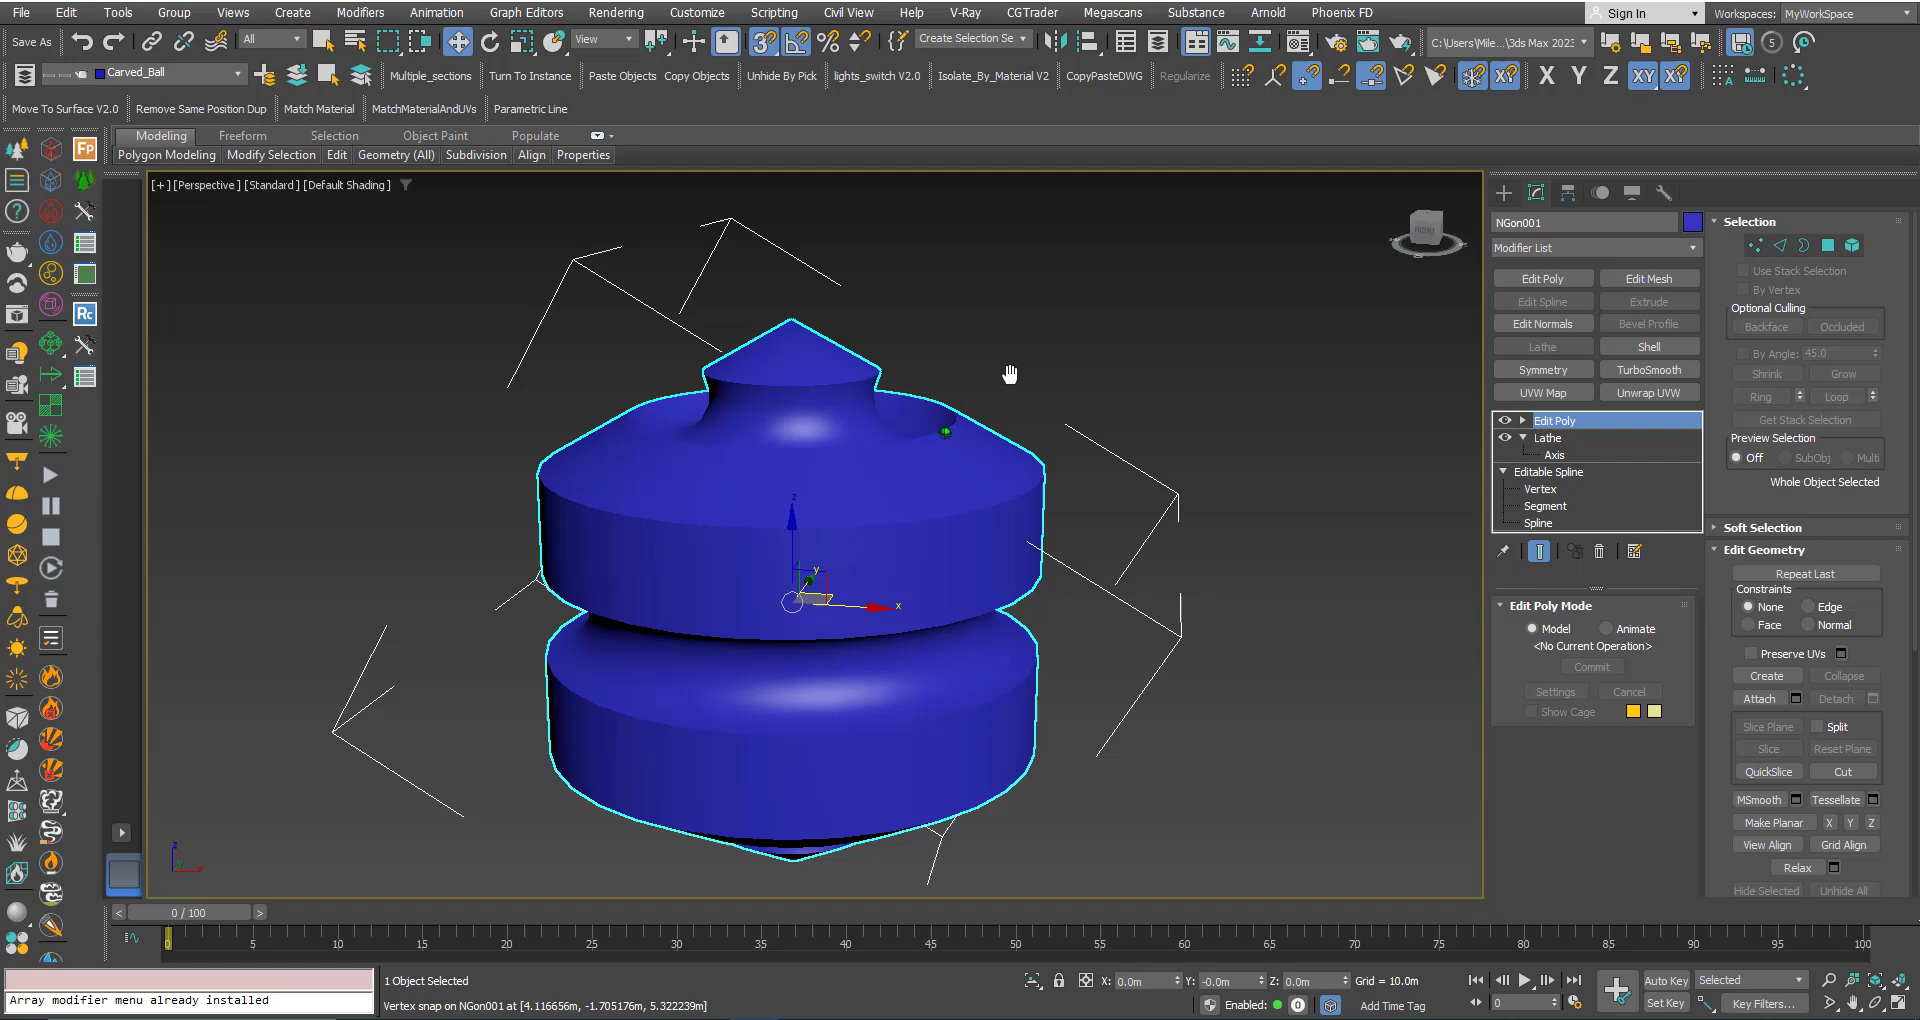 File Edit Tools Group Views Create Modifiers Animation Graph Editors Rendering Customize Scripting Civil View Help V-Ray CGTrader Megascans Substance Arnold Phoenix FD Sign In Workspaces: MyWorkSpace
Save As All View Create Selection Se C:\Users\Mile...\3ds Max 2023 5
Carved_Ball Multiple_sections Turn To Instance Paste Objects Copy Objects Unhide By Pick lights_switch V2.0 Isolate_By_Material V2 CopyPasteDWG Regularize X Y Z XY XY
Move To Surface V2.0 Remove Same Position Dup Match Material MatchMaterialAndUVs Parametric Line
Modeling Freeform Selection Object Paint Populate
Polygon Modeling Modify Selection Edit Geometry (All) Subdivision Align Properties
Fp
Rc
[+] [Perspective] [Standard] [Default Shading]
FRONT
z
y
x
z
x
NGon001
Modifier List
Edit Poly Edit Mesh
Edit Spline Extrude
Edit Normals Bevel Profile
Lathe Shell
Symmetry TurboSmooth
UVW Map Unwrap UVW
Edit Poly
Lathe
Axis
Editable Spline
Vertex
Segment
Spline
Edit Poly Mode
Model Animate
<No Current Operation>
Commit
Settings Cancel
Show Cage
Selection
Use Stack Selection
By Vertex
Optional Culling
Backface Occluded
By Angle: 45.0
Shrink Grow
Ring Loop
Get Stack Selection
Preview Selection
Off SubObj Multi
Whole Object Selected
Soft Selection
Edit Geometry
Repeat Last
Constraints
None Edge
Face Normal
Preserve UVs
Create Collapse
Attach Detach
Slice Plane Split
Slice Reset Plane
QuickSlice Cut
MSmooth Tessellate
Make Planar X Y Z
View Align Grid Align
Relax
Hide Selected Unhide All
< 0 / 100 >
0 5 10 15 20 25 30 35 40 45 50 55 60 65 70 75 80 85 90 95 100
1 Object Selected X: 0.0m Y: -0.0m Z: 0.0m Grid = 10.0m Auto Key Selected
Array modifier menu already installed
Vertex snap on NGon001 at [4.116656m, -1.705176m, 5.322239m] Enabled: 0 Add Time Tag 0 Set Key Key Filters...